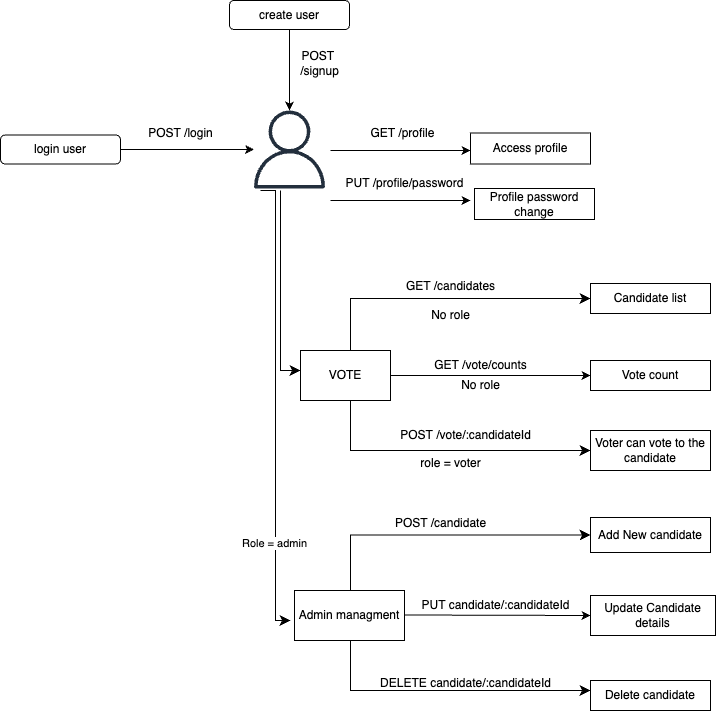 create user
POST
/signup
login user
POST /login
GET /profile
Access profile
PUT /profile/password
Profile password
change
GET /candidates
No role
Candidate list
VOTE
GET /vote/counts
No role
Vote count
POST /vote/:candidateId
role = voter
Voter can vote to the
candidate
POST /candidate
Add New candidate
Role = admin
Admin managment
PUT candidate/:candidateId
Update Candidate
details
DELETE candidate/:candidateId
Delete candidate